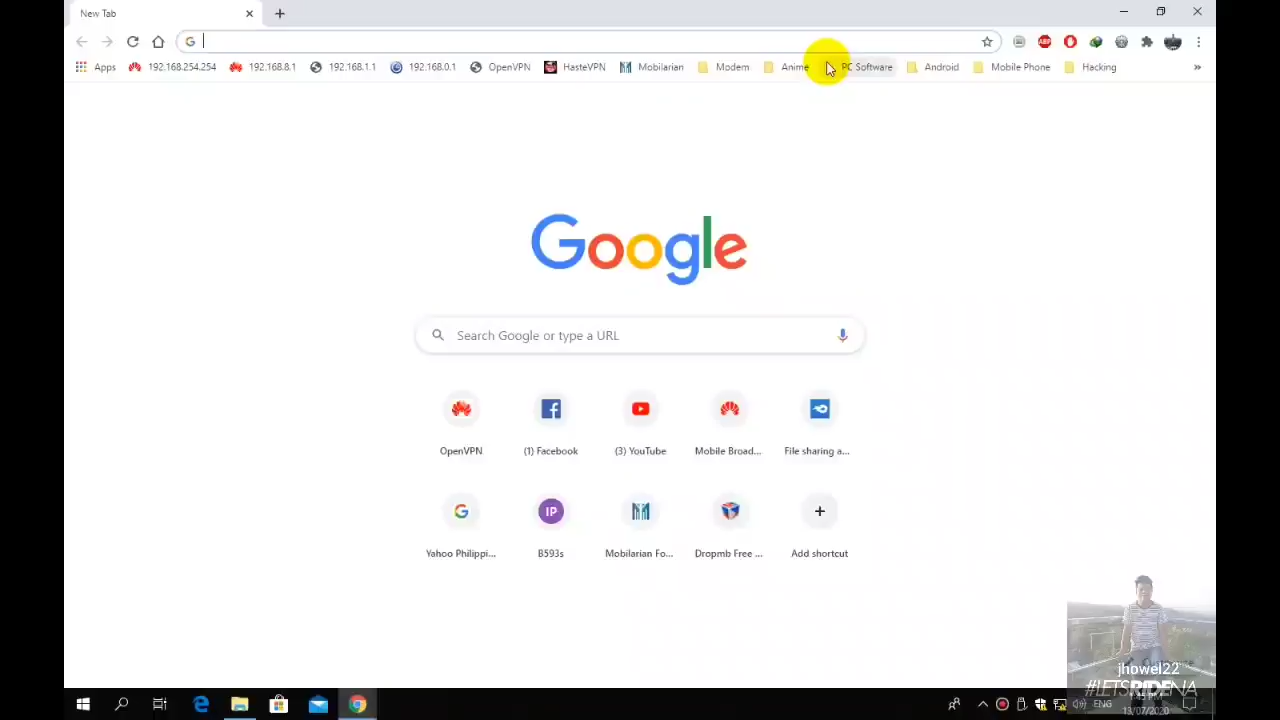 New Tab
Apps 192.168.254.254 192.168.8.1 192.168.1.1 192.168.0.1 OpenVPN HasteVPN Mobilarian Modem Anime PC Software Android Mobile Phone Hacking »
Google
Search Google or type a URL
OpenVPN (1) Facebook (3) YouTube Mobile Broad... File sharing a...
IP
Yahoo Philippi... B593s Mobilarian Fo... Dropmb Free ... Add shortcut
jhowel22
#LETSRIDENA
ENG
13/07/2020